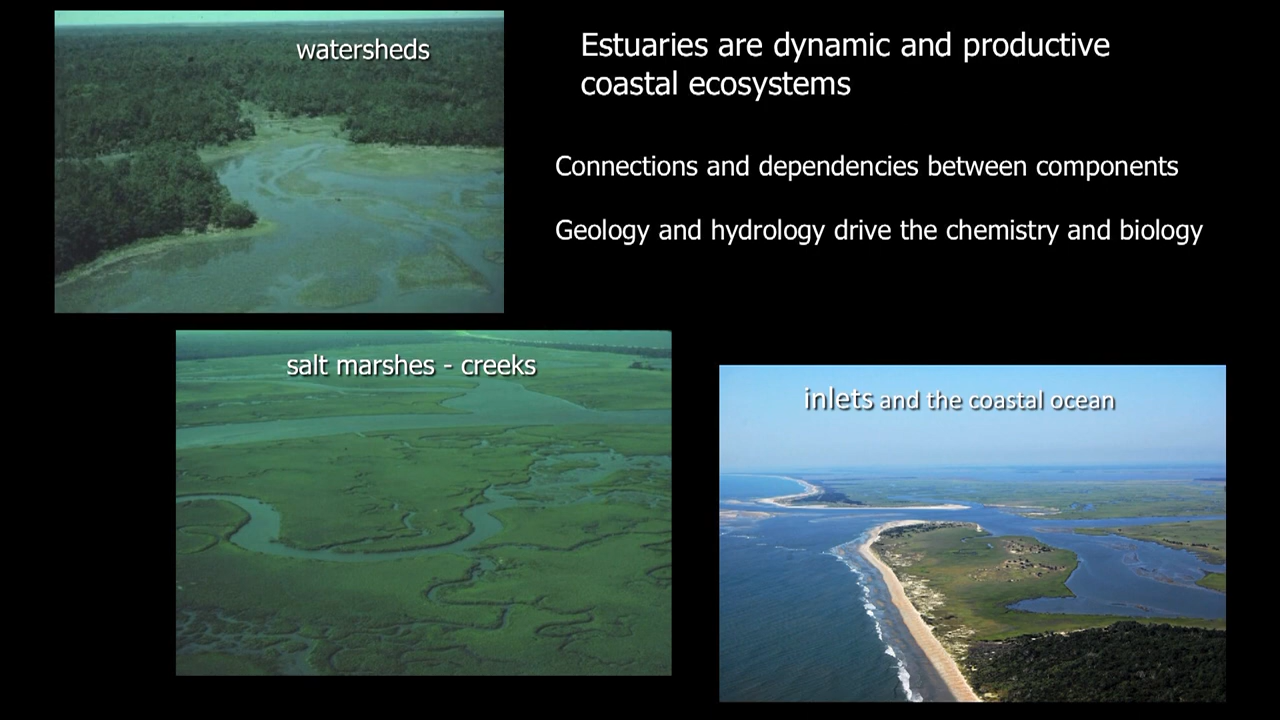 watersheds
Estuaries are dynamic and productive
coastal ecosystems
Connections and dependencies between components
Geology and hydrology drive the chemistry and biology
salt marshes - creeks
inlets and the coastal ocean